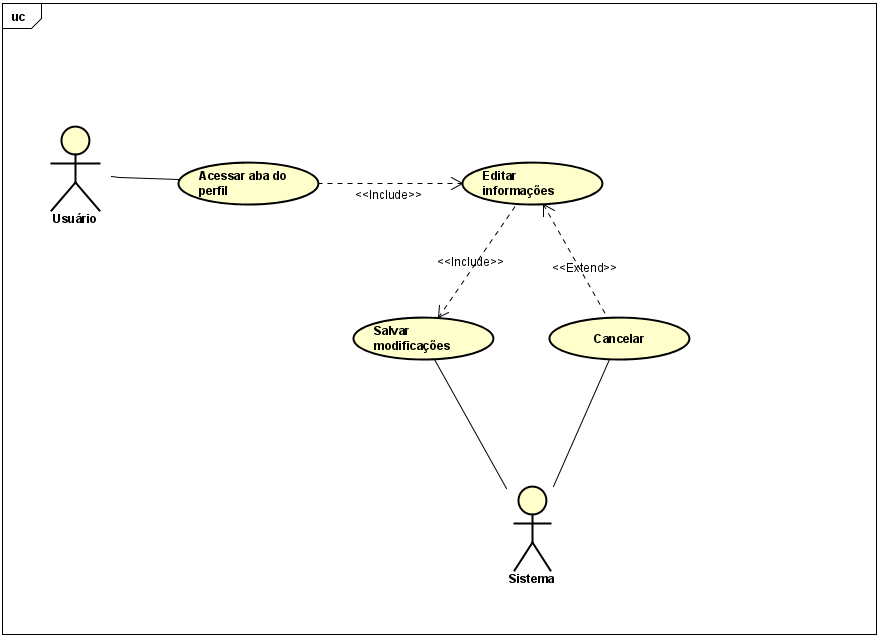 uc
Acessar aba do
perfil
Editar
informações
<<Include>>
Usuário
<<Include>>
<<Extend>>
Salvar
modificações
Cancelar
Sistema